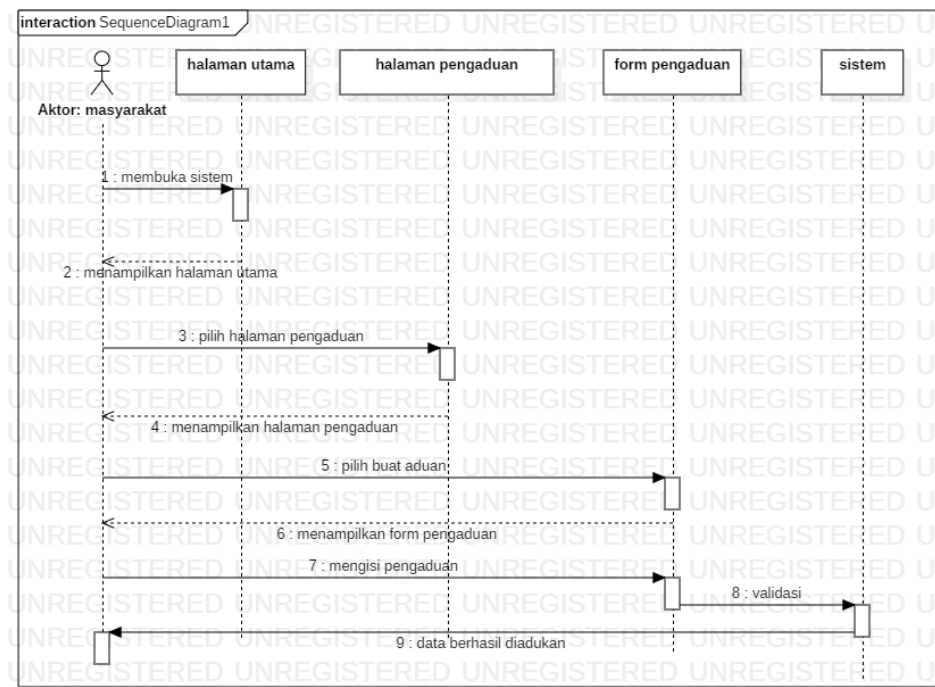 interaction SequenceDiagram1
halaman utama
halaman pengaduan
form pengaduan
sistem
Aktor: masyarakat
1 : membuka sistem
2 : menampilkan halaman utama
3 : pilih halaman pengaduan
4 : menampilkan halaman pengaduan
5 : pilih buat aduan
6 : menampilkan form pengaduan
7 : mengisi pengaduan
8 : validasi
9 : data berhasil diadukan
UNREGISTERED